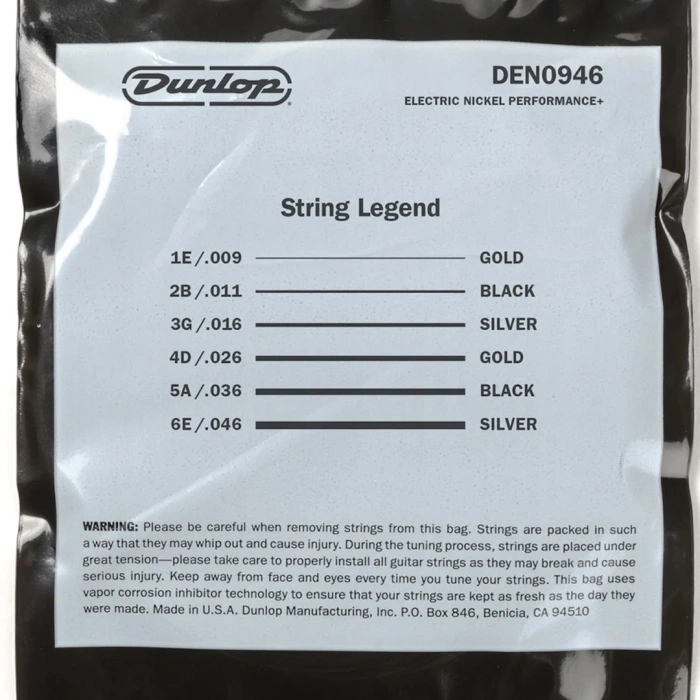 Dunlop
DEN0946
ELECTRIC NICKEL PERFORMANCE+
String Legend
1E/.009 GOLD
2B/.011 BLACK
3G/.016 SILVER
4D/.026 GOLD
5A/.036 BLACK
6E/.046 SILVER
WARNING: Please be careful when removing strings from this bag. Strings are packed in such
a way that they may whip out and cause injury. During the tuning process, strings are placed under
great tension—please take care to properly install all guitar strings as they may break and cause
serious injury. Keep away from face and eyes every time you tune your strings. This bag uses
vapor corrosion inhibitor technology to ensure that your strings are kept as fresh as the day they
were made. Made in U.S.A. Dunlop Manufacturing, Inc. P.O. Box 846, Benicia, CA 94510